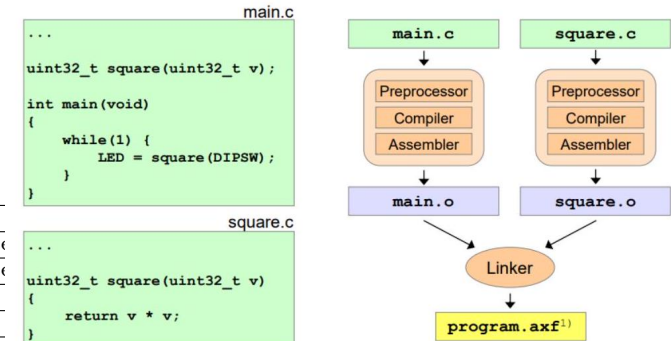 main.c
...
uint32_t square(uint32_t v);
int main(void)
{
while(1) {
LED = square(DIPSW);
}
}
square.c
...
uint32_t square(uint32_t v)
{
return v * v;
}
main.c square.c
Preprocessor Preprocessor
Compiler Compiler
Assembler Assembler
main.o square.o
Linker
program.axf1)